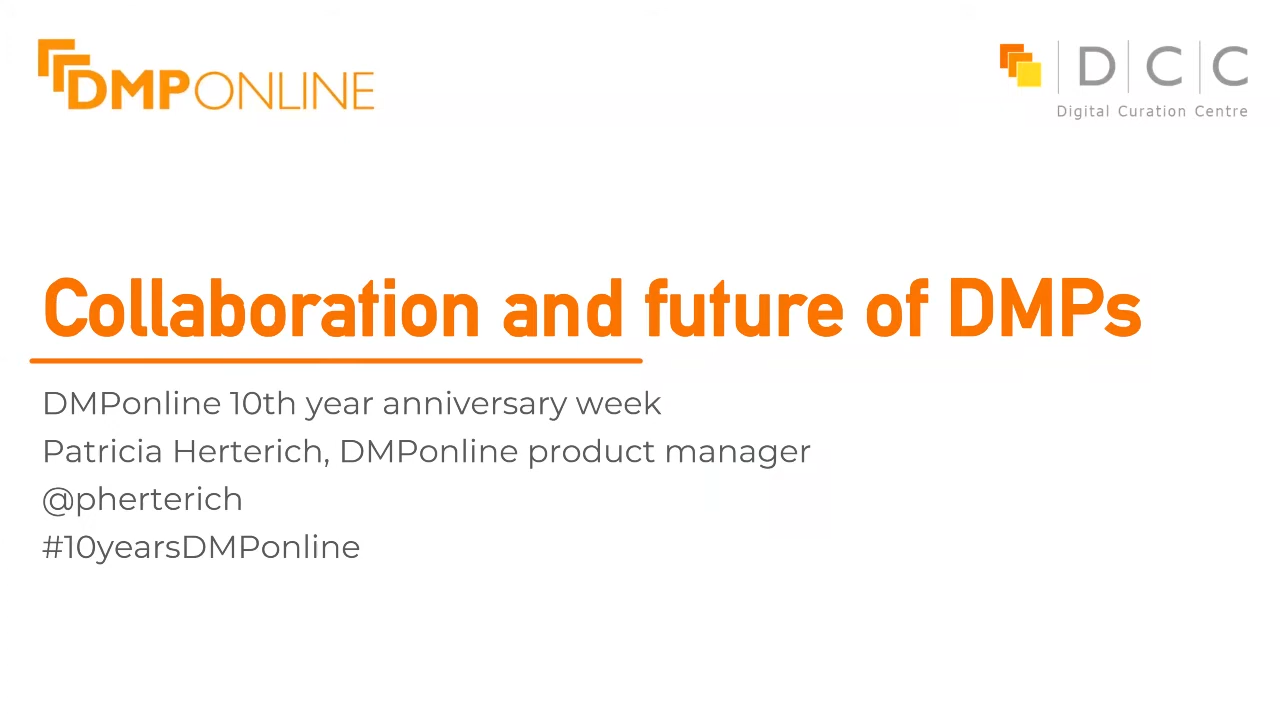 DMPONLINE
DCC
Digital Curation Centre
Collaboration and future of DMPs
DMPonline 10th year anniversary week
Patricia Herterich, DMPonline product manager
@pherterich
#10yearsDMPonline